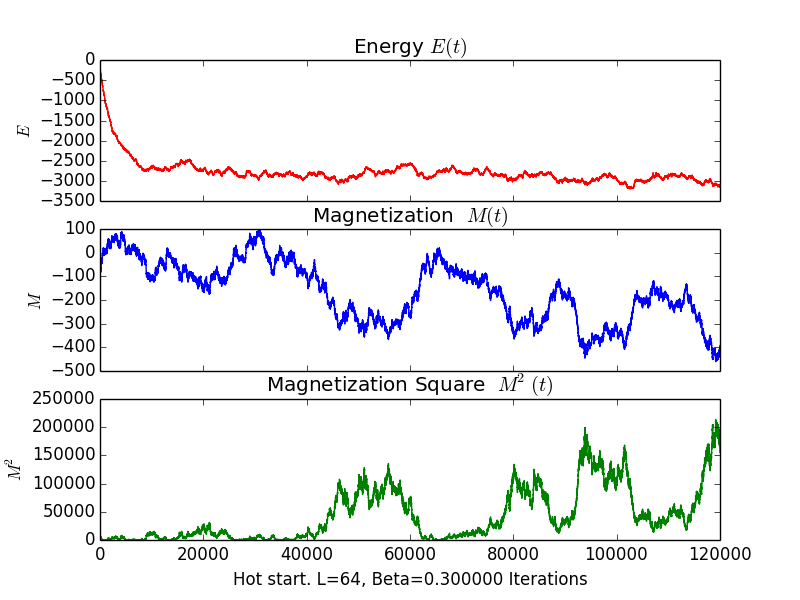 Energy E(t)
0
−500
−1000
−1500
−2000
−2500
−3000
−3500
E
Magnetization M(t)
100
0
−100
−200
−300
−400
−500
M
Magnetization Square M² (t)
250000
200000
150000
100000
50000
0
M²
0 20000 40000 60000 80000 100000 120000
Hot start. L=64, Beta=0.300000 Iterations